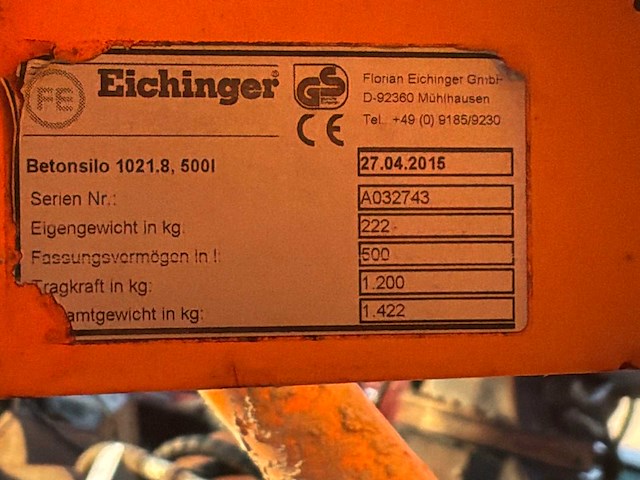 FE
Eichinger®
GS
CE
Florian Eichinger GmbH
D-92360 Mühlhausen
Tel. +49 (0) 9185/9230
Betonsilo 1021.8, 500l 27.04.2015
Serien Nr.: A032743
Eigengewicht in kg: 222
Fassungsvermögen in l: 500
Tragkraft in kg: 1.200
amtgewicht in kg: 1.422